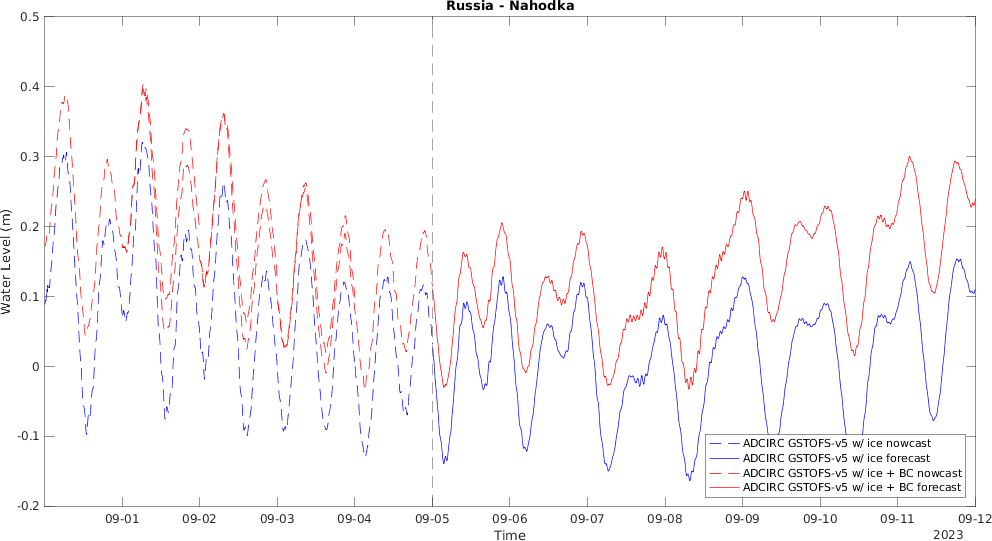 Russia - Nahodka
0.5
0.4
0.3
0.2
0.1
0
-0.1
-0.2
Water Level (m)
ADCIRC GSTOFS-v5 w/ ice nowcast
ADCIRC GSTOFS-v5 w/ ice forecast
ADCIRC GSTOFS-v5 w/ ice + BC nowcast
ADCIRC GSTOFS-v5 w/ ice + BC forecast
09-01 09-02 09-03 09-04 09-05 09-06 09-07 09-08 09-09 09-10 09-11 09-12
Time
2023